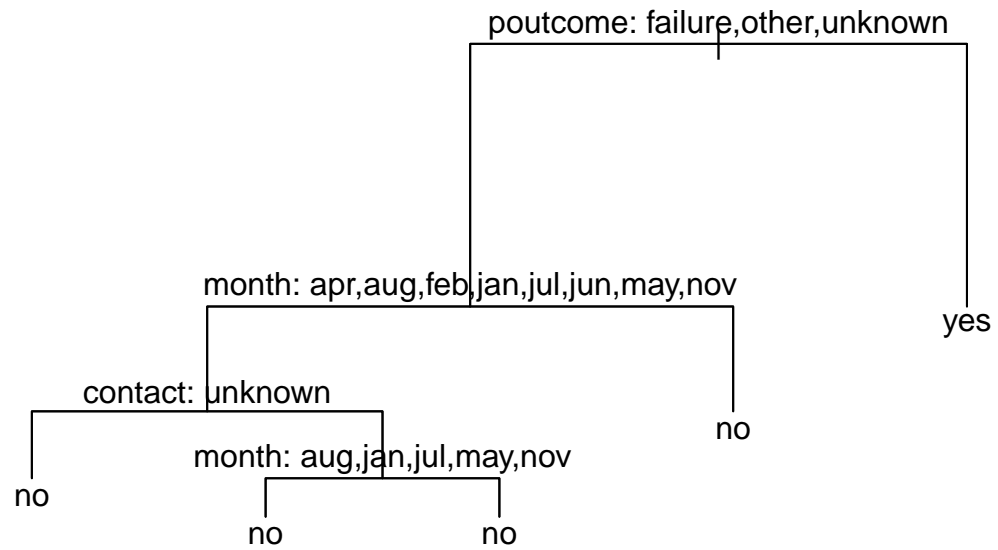 poutcome: failure,other,unknown
month: apr,aug,feb,jan,jul,jun,may,nov
yes
contact: unknown
no
month: aug,jan,jul,may,nov
no
no
no